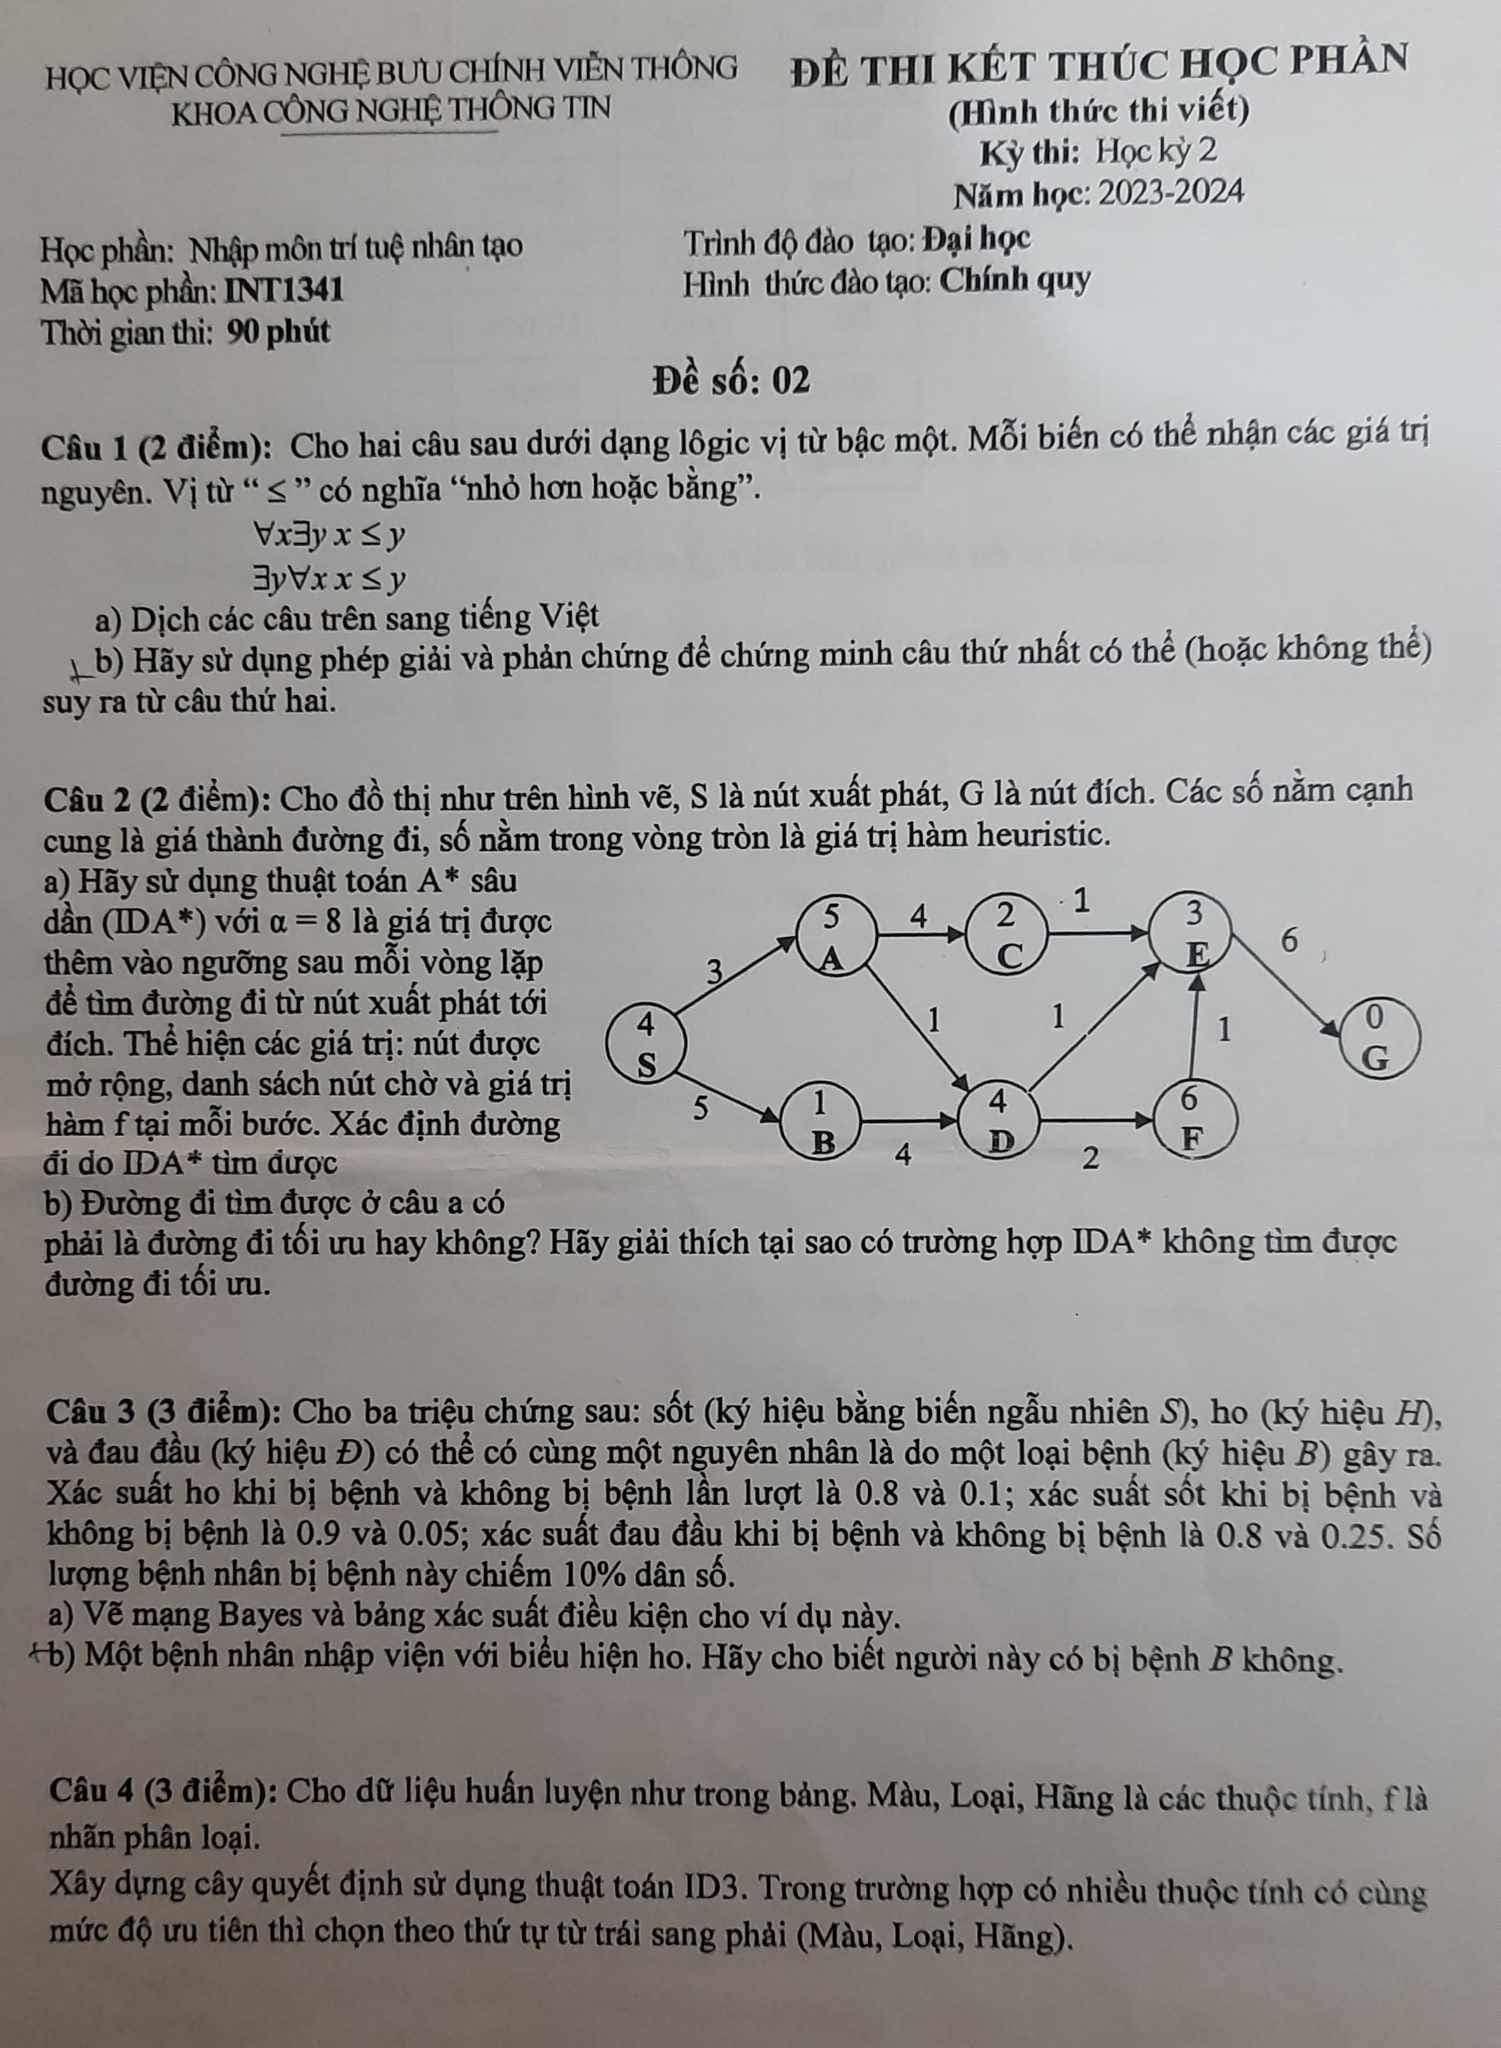 HỌC VIỆN CÔNG NGHỆ BƯU CHÍNH VIỄN THÔNG
KHOA CÔNG NGHỆ THÔNG TIN
ĐỀ THI KẾT THÚC HỌC PHẦN
(Hình thức thi viết)
Kỳ thi: Học kỳ 2
Năm học: 2023-2024
Học phần: Nhập môn trí tuệ nhân tạo
Trình độ đào tạo: Đại học
Mã học phần: INT1341
Hình thức đào tạo: Chính quy
Thời gian thi: 90 phút
Đề số: 02
Câu 1 (2 điểm): Cho hai câu sau dưới dạng lôgic vị từ bậc một. Mỗi biến có thể nhận các giá trị
nguyên. Vị từ “ ≤ ” có nghĩa “nhỏ hơn hoặc bằng”.
∀x∃y x ≤ y
∃y∀x x ≤ y
a) Dịch các câu trên sang tiếng Việt
b) Hãy sử dụng phép giải và phản chứng để chứng minh câu thứ nhất có thể (hoặc không thể)
suy ra từ câu thứ hai.
Câu 2 (2 điểm): Cho đồ thị như trên hình vẽ, S là nút xuất phát, G là nút đích. Các số nằm cạnh
cung là giá thành đường đi, số nằm trong vòng tròn là giá trị hàm heuristic.
a) Hãy sử dụng thuật toán A* sâu
dần (IDA*) với α = 8 là giá trị được
thêm vào ngưỡng sau mỗi vòng lặp
để tìm đường đi từ nút xuất phát tới
đích. Thể hiện các giá trị: nút được
mở rộng, danh sách nút chờ và giá trị
hàm f tại mỗi bước. Xác định đường
đi do IDA* tìm được
b) Đường đi tìm được ở câu a có
phải là đường đi tối ưu hay không? Hãy giải thích tại sao có trường hợp IDA* không tìm được
đường đi tối ưu.
5 4 2 1 3
A C E 6
3
4 1 1 1 0
S G
5 1 4 6
B D F
4 2
Câu 3 (3 điểm): Cho ba triệu chứng sau: sốt (ký hiệu bằng biến ngẫu nhiên S), ho (ký hiệu H),
và đau đầu (ký hiệu Đ) có thể có cùng một nguyên nhân là do một loại bệnh (ký hiệu B) gây ra.
Xác suất ho khi bị bệnh và không bị bệnh lần lượt là 0.8 và 0.1; xác suất sốt khi bị bệnh và
không bị bệnh là 0.9 và 0.05; xác suất đau đầu khi bị bệnh và không bị bệnh là 0.8 và 0.25. Số
lượng bệnh nhân bị bệnh này chiếm 10% dân số.
a) Vẽ mạng Bayes và bảng xác suất điều kiện cho ví dụ này.
b) Một bệnh nhân nhập viện với biểu hiện ho. Hãy cho biết người này có bị bệnh B không.
Câu 4 (3 điểm): Cho dữ liệu huấn luyện như trong bảng. Màu, Loại, Hãng là các thuộc tính, f là
nhãn phân loại.
Xây dựng cây quyết định sử dụng thuật toán ID3. Trong trường hợp có nhiều thuộc tính có cùng
mức độ ưu tiên thì chọn theo thứ tự từ trái sang phải (Màu, Loại, Hãng).